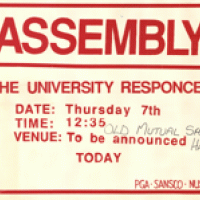 ASSEMBLY
THE UNIVERSITY RESPONCE
DATE: Thursday 7th
TIME: 12:35
OLD MUTUAL
VENUE: To be announced
TODAY
PGA-SANSCO-NUS